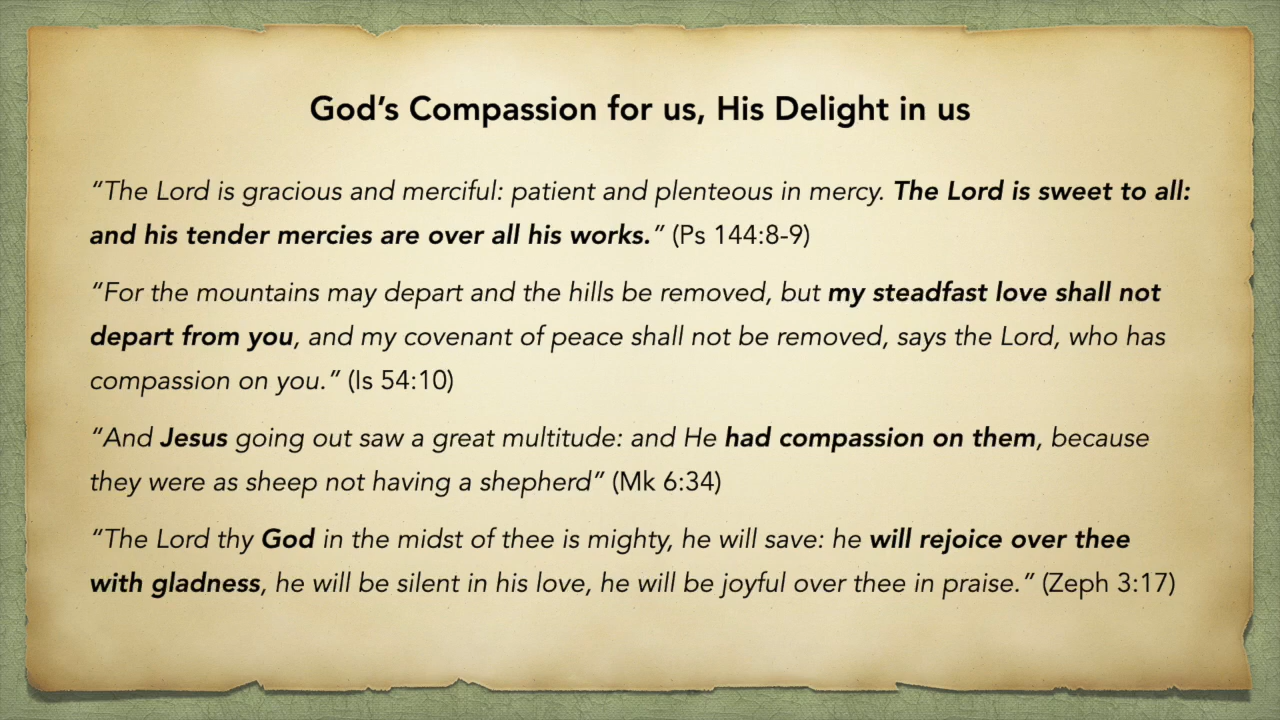 God’s Compassion for us, His Delight in us
“The Lord is gracious and merciful: patient and plenteous in mercy. The Lord is sweet to all:
and his tender mercies are over all his works.” (Ps 144:8-9)
“For the mountains may depart and the hills be removed, but my steadfast love shall not
depart from you, and my covenant of peace shall not be removed, says the Lord, who has
compassion on you.” (Is 54:10)
“And Jesus going out saw a great multitude: and He had compassion on them, because
they were as sheep not having a shepherd” (Mk 6:34)
“The Lord thy God in the midst of thee is mighty, he will save: he will rejoice over thee
with gladness, he will be silent in his love, he will be joyful over thee in praise.” (Zeph 3:17)